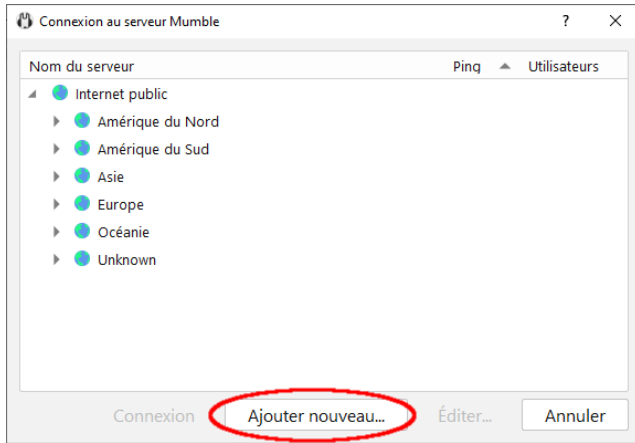 Connexion au serveur Mumble ?
Nom du serveur Ping Utilisateurs
Internet public
Amérique du Nord
Amérique du Sud
Asie
Europe
Océanie
Unknown
Connexion Ajouter nouveau... Éditer... Annuler